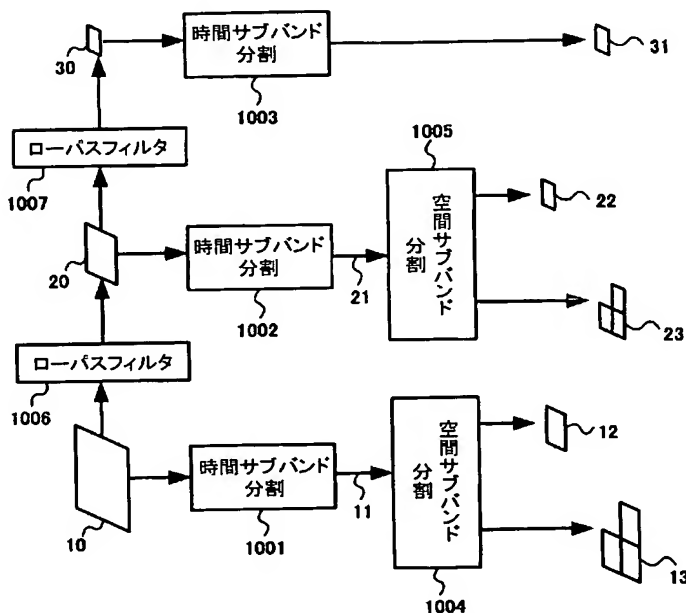 30
時間サブバンド
分割
1003
31
ローパスフィルタ
1007
1005
空間サブバンド
分割
22
20
時間サブバンド
分割
1002
21
23
ローパスフィルタ
1006
10
時間サブバンド
分割
1001
11
空間サブバンド
分割
1004
12
13